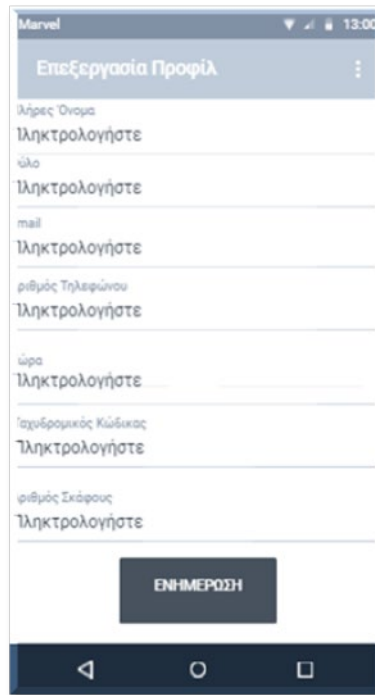 Marvel 13:00
Επεξεργασία Προφίλ
λήρες Όνομα
ληκτρολογήστε
ύλο
ληκτρολογήστε
mail
ληκτρολογήστε
ριθμός Τηλεφώνου
ληκτρολογήστε
ώρα
ληκτρολογήστε
αχυδρομικός Κώδικας
ληκτρολογήστε
ριθμός Σκάφους
ληκτρολογήστε
ΕΝΗΜΕΡΩΣΗ